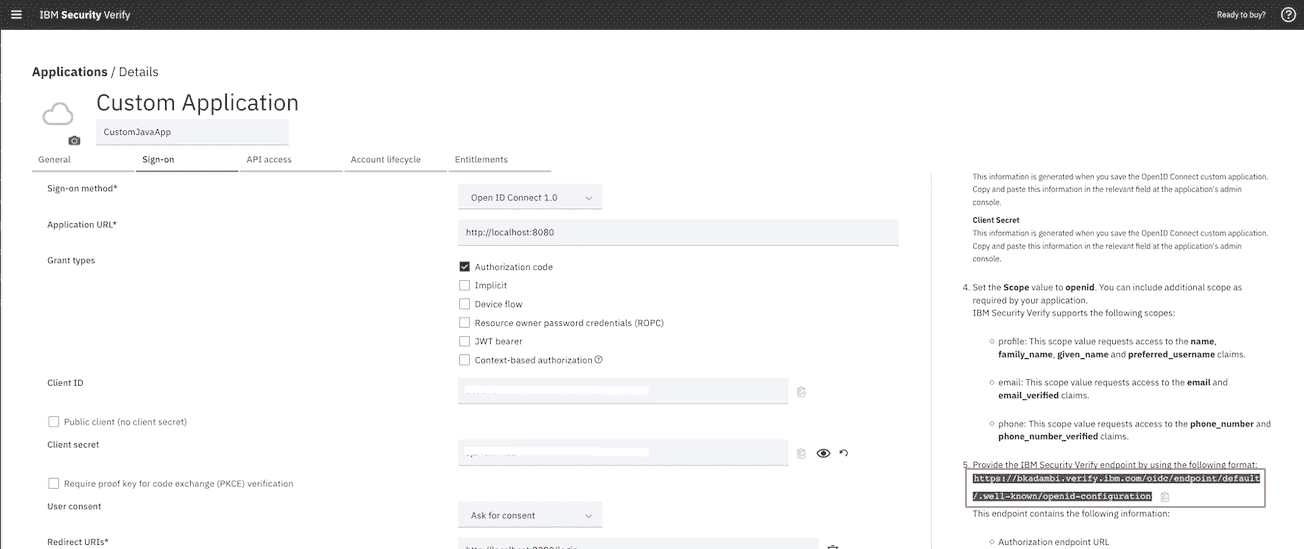 IBM Security Verify
Ready to buy?
Applications / Details
Custom Application
CustomJavaApp
General
Sign-on
API access
Account lifecycle
Entitlements
Sign-on method*
Open ID Connect 1.0
Application URL*
http://localhost:8080
Grant types
Authorization code
Implicit
Device flow
Resource owner password credentials (ROPC)
JWT bearer
Context-based authorization
Client ID
Public client (no client secret)
Client secret
Require proof key for code exchange (PKCE) verification
User consent
Ask for consent
Redirect URIs*
http://localhost:8080/login
This information is generated when you save the OpenID Connect custom application.
Copy and paste this information in the relevant field at the application's admin
console.
Client Secret
This information is generated when you save the OpenID Connect custom application.
Copy and paste this information in the relevant field at the application's admin
console.
4. Set the Scope value to openid. You can include additional scope as
required by your application.
IBM Security Verify supports the following scopes:
profile: This scope value requests access to the name,
family_name, given_name and preferred_username claims.
email: This scope value requests access to the email and
email_verified claims.
phone: This scope value requests access to the phone_number and
phone_number_verified claims.
5. Provide the IBM Security Verify endpoint by using the following format:
https://bkadambi.verify.ibm.com/oidc/endpoint/default
/.well-known/openid-configuration
This endpoint contains the following information:
Authorization endpoint URL